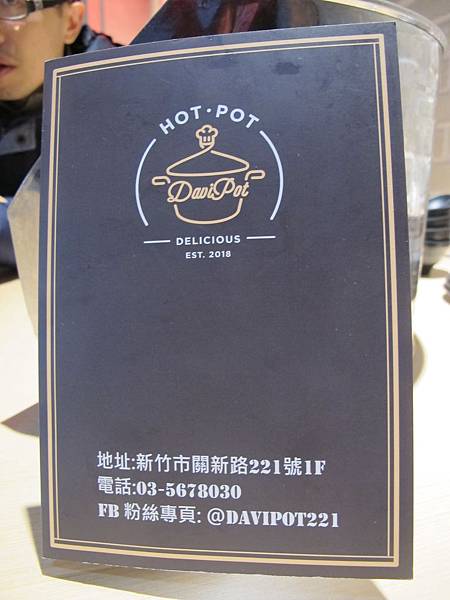 HOT·POT
DaviPot
DELICIOUS
EST. 2018
地址:新竹市關新路221號1F
電話:03-5678030
FB 粉絲專頁: @DAVIPOT221